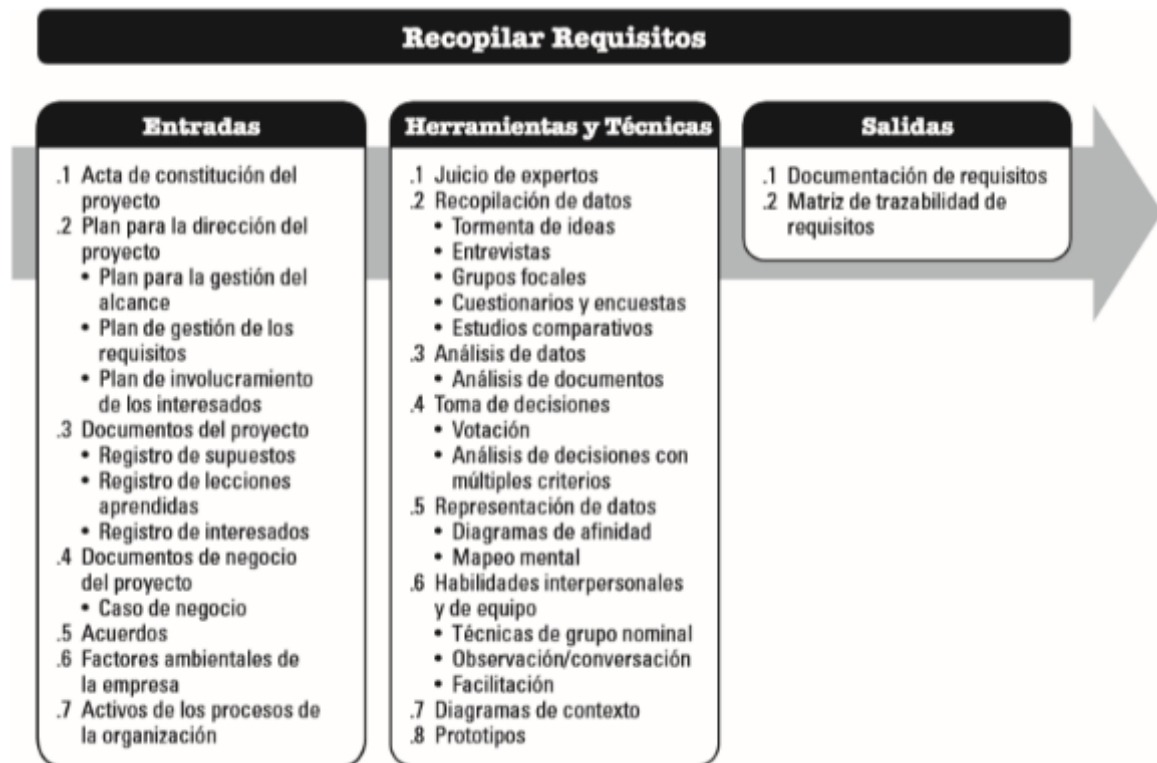 Recopilar Requisitos
Entradas
.1 Acta de constitución del
proyecto
.2 Plan para la dirección del
proyecto
• Plan para la gestión del
alcance
• Plan de gestión de los
requisitos
• Plan de involucramiento
de los interesados
.3 Documentos del proyecto
• Registro de supuestos
• Registro de lecciones
aprendidas
• Registro de interesados
.4 Documentos de negocio
del proyecto
• Caso de negocio
.5 Acuerdos
.6 Factores ambientales de
la empresa
.7 Activos de los procesos de
la organización
Herramientas y Técnicas
.1 Juicio de expertos
.2 Recopilación de datos
• Tormenta de ideas
• Entrevistas
• Grupos focales
• Cuestionarios y encuestas
• Estudios comparativos
.3 Análisis de datos
• Análisis de documentos
.4 Toma de decisiones
• Votación
• Análisis de decisiones con
múltiples criterios
.5 Representación de datos
• Diagramas de afinidad
• Mapeo mental
.6 Habilidades interpersonales
y de equipo
• Técnicas de grupo nominal
• Observación/conversación
• Facilitación
.7 Diagramas de contexto
.8 Prototipos
Salidas
.1 Documentación de requisitos
.2 Matriz de trazabilidad de
requisitos